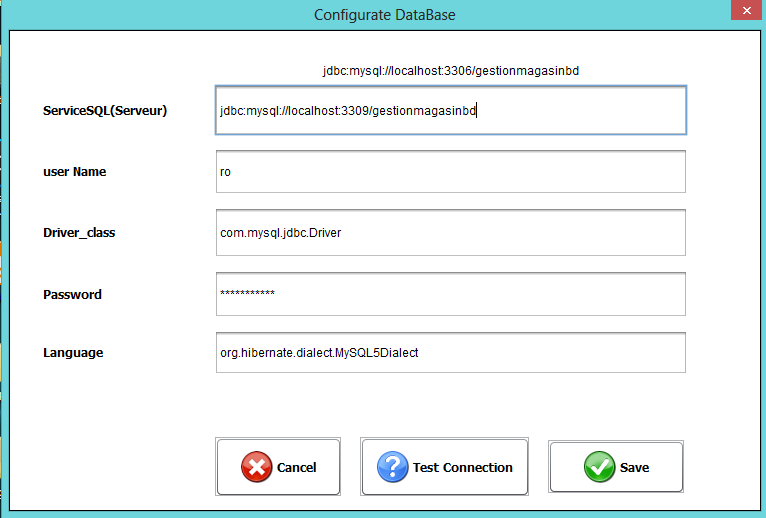 Configurate DataBase
jdbc:mysql://localhost:3306/gestionmagasinbd
ServiceSQL(Serveur) jdbc:mysql://localhost:3309/gestionmagasinbd
user Name ro
Driver_class com.mysql.jdbc.Driver
Password ***********
Language org.hibernate.dialect.MySQL5Dialect
Cancel Test Connection Save